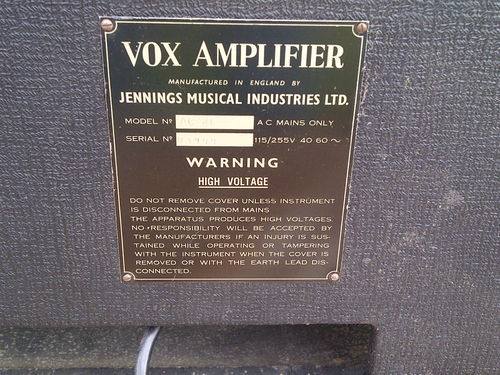 VOX AMPLIFIER
MANUFACTURED IN ENGLAND BY
JENNINGS MUSICAL INDUSTRIES LTD.
MODEL Nº A C MAINS ONLY
SERIAL Nº 115/255V 40 60 ~
WARNING
HIGH VOLTAGE
DO NOT REMOVE COVER UNLESS INSTRUMENT
IS DISCONNECTED FROM MAINS
THE APPARATUS PRODUCES HIGH VOLTAGES
NO RESPONSIBILITY WILL BE ACCEPTED BY
THE MANUFACTURERS IF AN INJURY IS SUS-
TAINED WHILE OPERATING OR TAMPERING
WITH THE INSTRUMENT WHEN THE COVER IS
REMOVED OR WITH THE EARTH LEAD DIS-
CONNECTED.